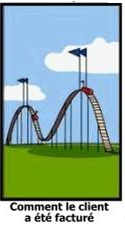 Comment le client
a été facturé